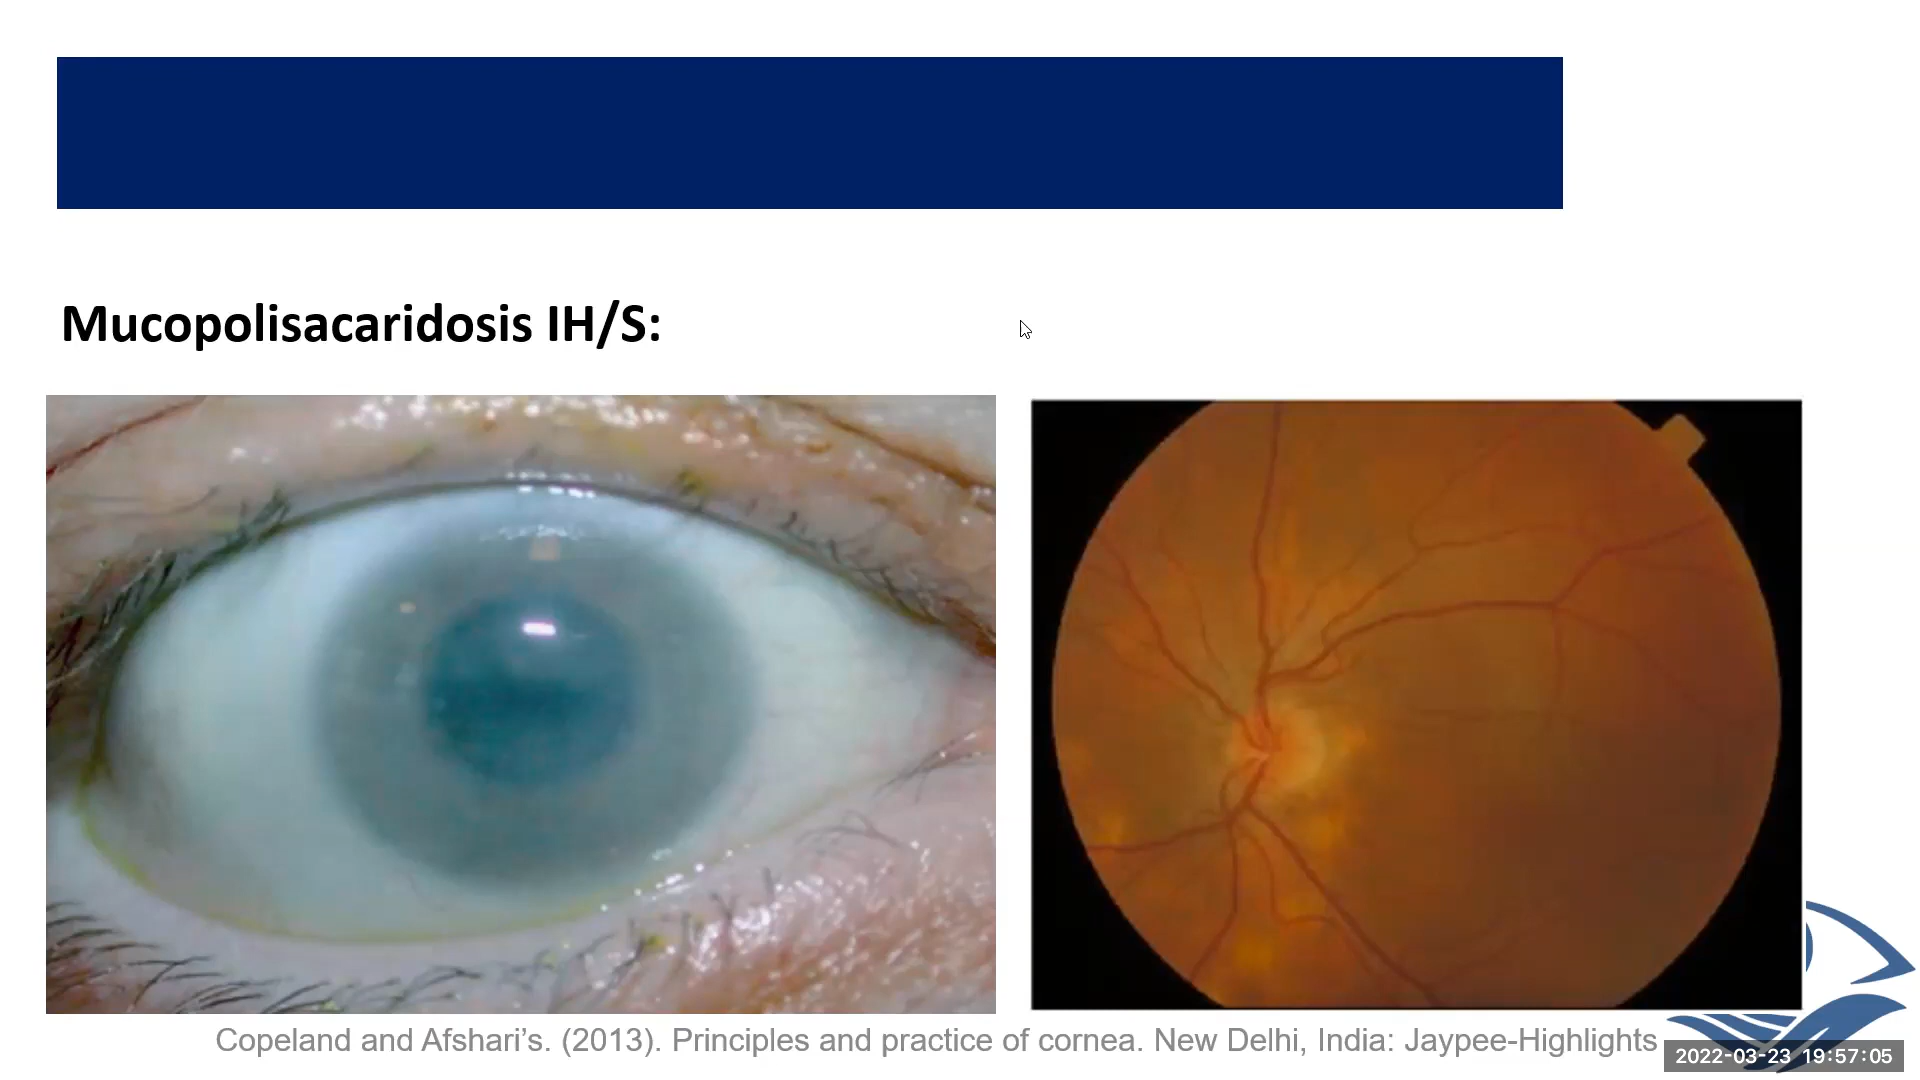 Mucopolisacaridosis IH/S:
Copeland and Afshari’s. (2013). Principles and practice of cornea. New Delhi, India: Jaypee-Highlights
2022-03-23 19:57:05